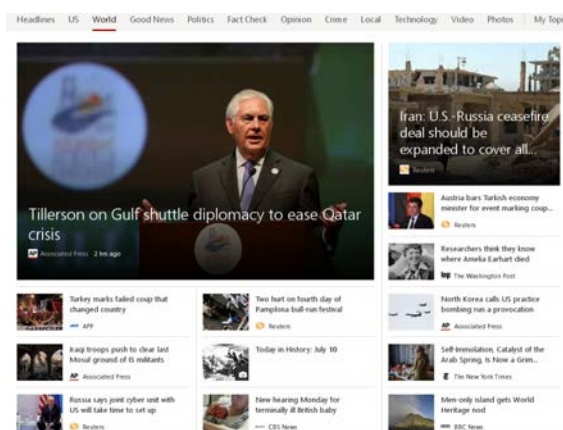 Headlines US World Good News Politics Fact Check Opinion Crime Local Technology Video Photos My Topi
Tillerson on Gulf shuttle diplomacy to ease Qatar
crisis
AP Associated Press 2 hrs ago
Iran: U.S.-Russia ceasefire
deal should be
expanded to cover all...
Reuters
Austria bars Turkish economy
minister for event marking coup...
Reuters
Researchers think they know
where Amelia Earhart died
wp The Washington Post
North Korea calls US practice
bombing run a provocation
AP Associated Press
Self-Immolation, Catalyst of the
Arab Spring, Is Now a Grim...
The New York Times
Men-only island gets World
Heritage nod
BBC News
Turkey marks failed coup that
changed country
AFP
Two hurt on fourth day of
Pamplona bull-run festival
Reuters
Iraqi troops push to clear last
Mosul ground of IS militants
AP Associated Press
Today in History: July 10
Russia says joint cyber unit with
US will take time to set up
Reuters
New hearing Monday for
terminally ill British baby
CBS News